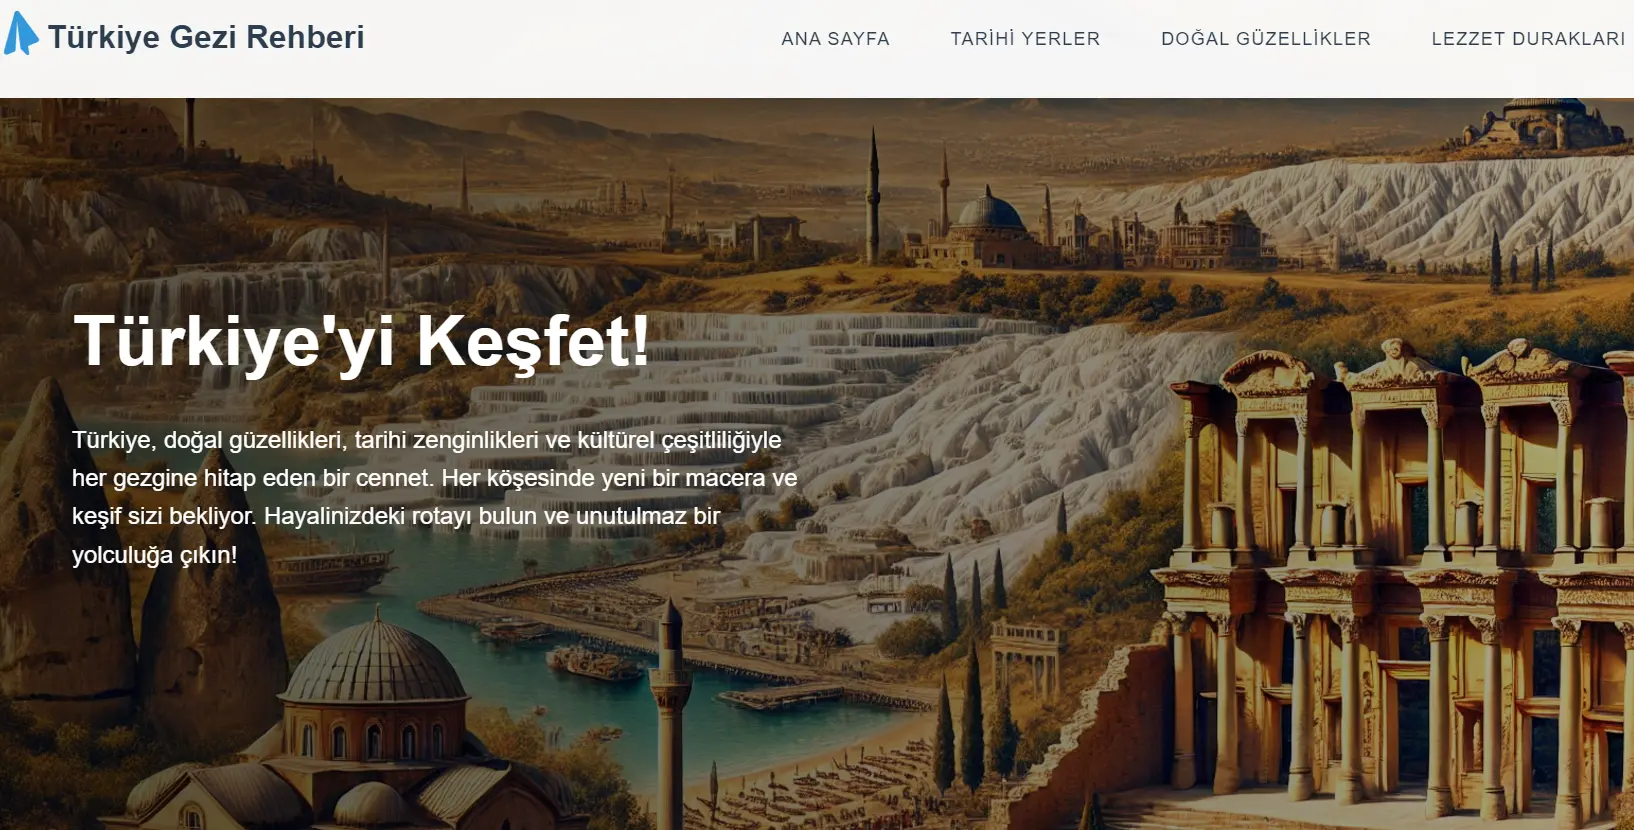 Türkiye Gezi Rehberi
ANA SAYFA
TARİHİ YERLER
DOĞAL GÜZELLİKLER
LEZZET DURAKLARI
Türkiye'yi Keşfet!
Türkiye, doğal güzellikleri, tarihi zenginlikleri ve kültürel çeşitliliğiyle
her gezgine hitap eden bir cennet. Her köşesinde yeni bir macera ve
keşif sizi bekliyor. Hayalinizdeki rotayı bulun ve unutulmaz bir
yolculuğa çıkın!